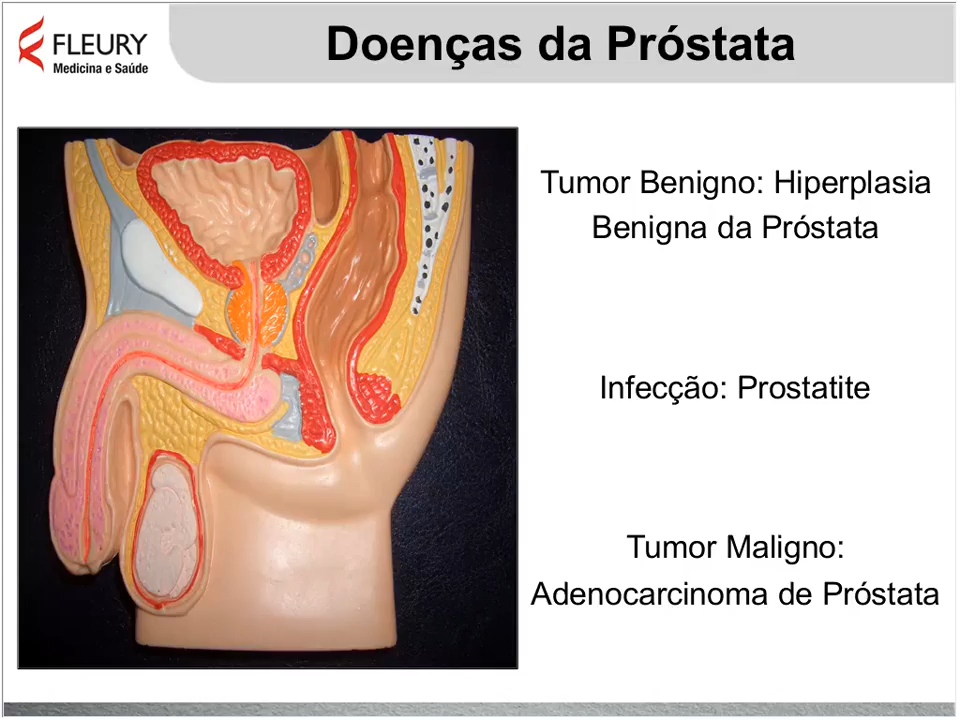 FLEURY
Medicina e Saúde
Doenças da Próstata
Tumor Benigno: Hiperplasia
Benigna da Próstata
Infecção: Prostatite
Tumor Maligno:
Adenocarcinoma de Próstata